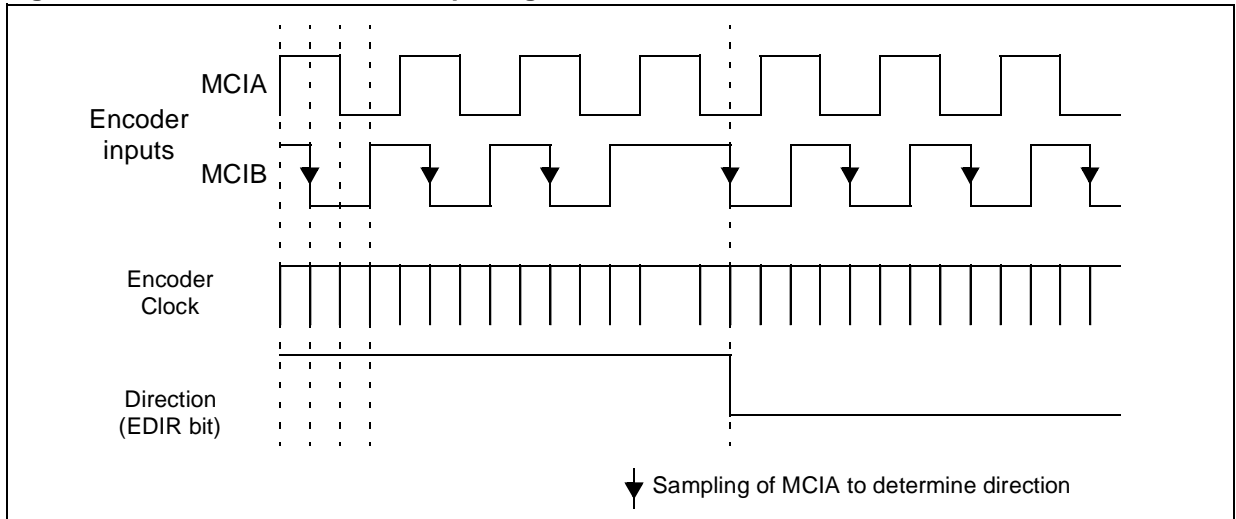 MCIA
Encoder
inputs
MCIB
Encoder
Clock
Direction
(EDIR bit)
Sampling of MCIA to determine direction